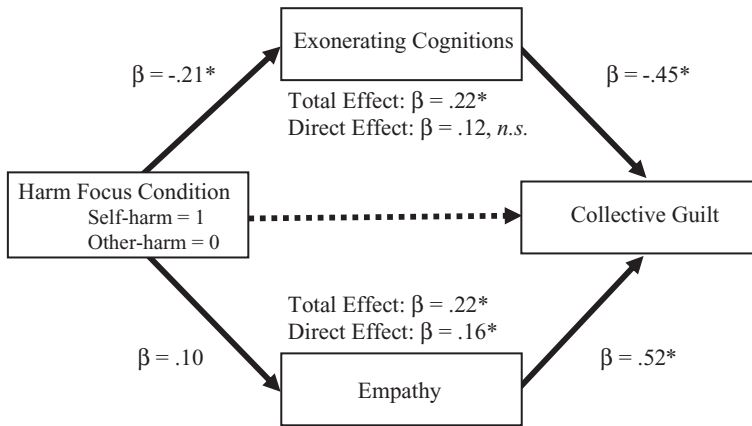 Exonerating Cognitions
β = -.21*
β = -.45*
Total Effect: β = .22*
Direct Effect: β = .12, n.s.
Harm Focus Condition
Self-harm = 1
Other-harm = 0
Collective Guilt
Total Effect: β = .22*
Direct Effect: β = .16*
β = .10
β = .52*
Empathy